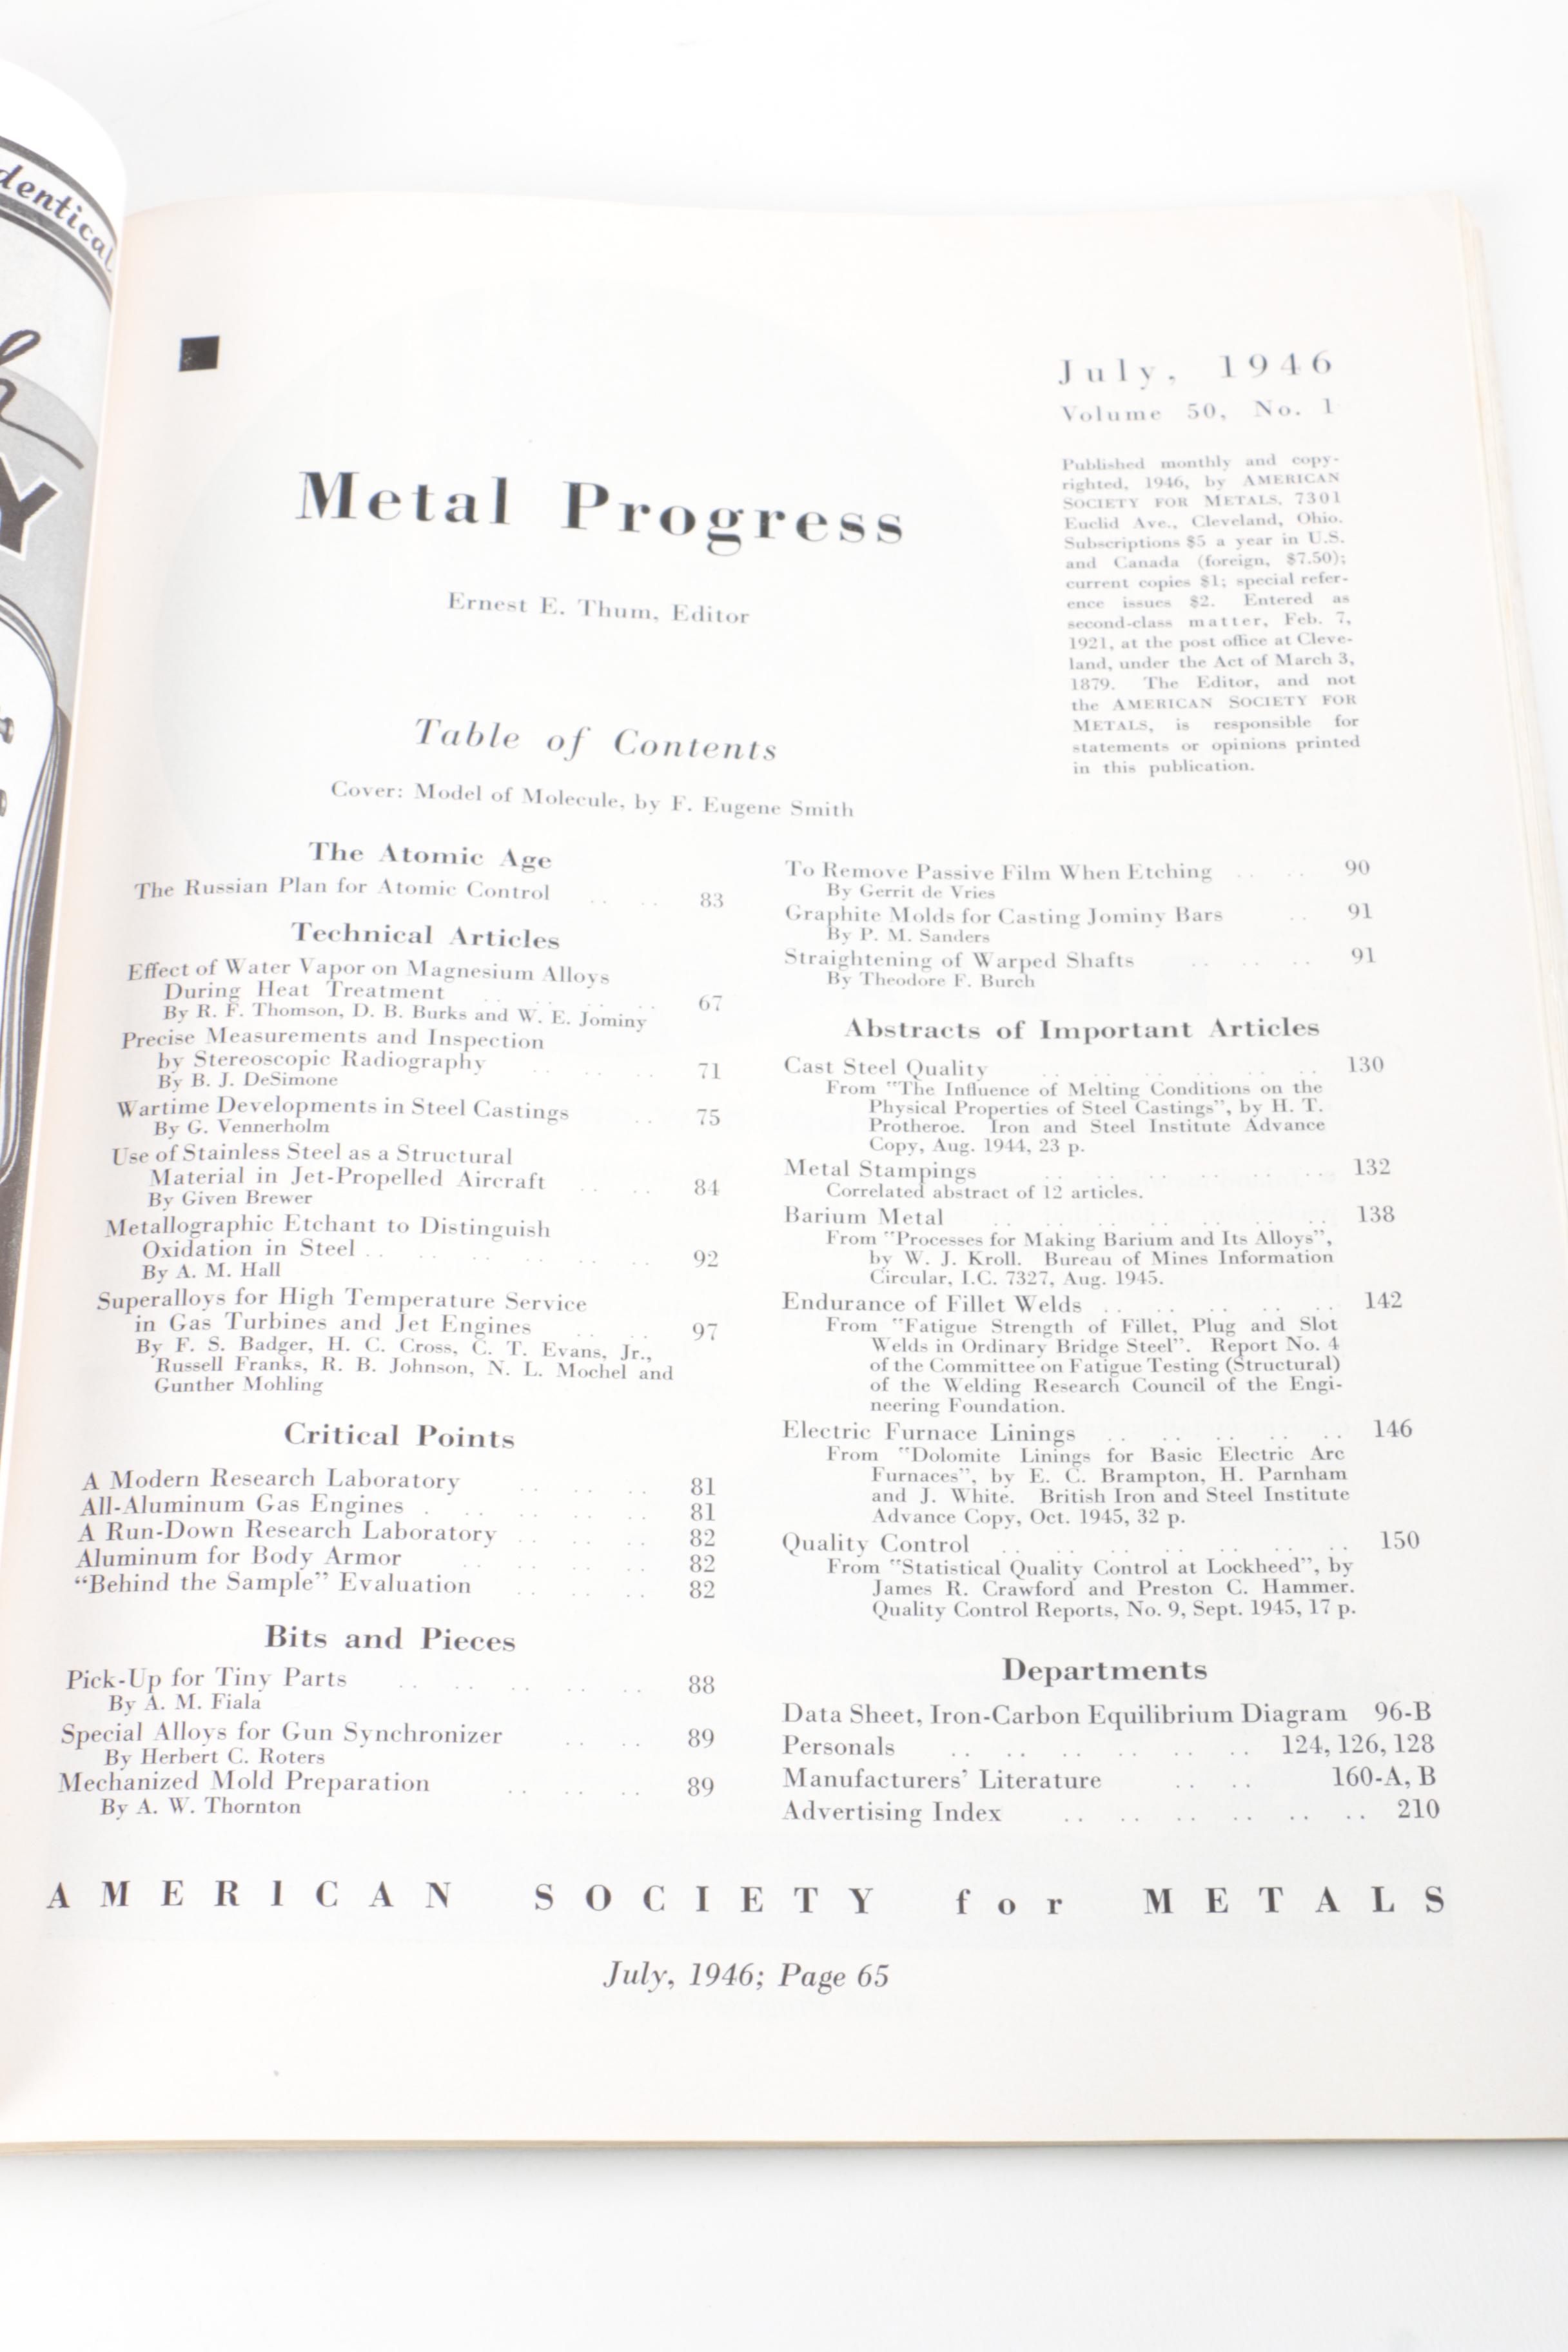 dentical
Y
July, 1946
Volume 50, No. 1
Published monthly and copy-
righted, 1946, by AMERICAN
SOCIETY FOR METALS, 7301
Euclid Ave., Cleveland, Ohio.
Subscriptions $5 a year in U.S.
and Canada (foreign, $7.50);
current copies $1; special refer-
ence issues $2. Entered as
second-class matter, Feb. 7,
1921, at the post office at Cleve-
land, under the Act of March 3,
1879. The Editor, and not
the AMERICAN SOCIETY FOR
METALS, is responsible for
statements or opinions printed
in this publication.
Metal Progress
Ernest E. Thum, Editor
Table of Contents
Cover: Model of Molecule, by F. Eugene Smith
The Atomic Age
The Russian Plan for Atomic Control .. .. 83
Technical Articles
Effect of Water Vapor on Magnesium Alloys
During Heat Treatment .. .. .. .. 67
By R. F. Thomson, D. B. Burks and W. E. Jominy
Precise Measurements and Inspection
by Stereoscopic Radiography .. .. .. 71
By B. J. DeSimone
Wartime Developments in Steel Castings .. 75
By G. Vennerholm
Use of Stainless Steel as a Structural
Material in Jet-Propelled Aircraft .. .. 84
By Given Brewer
Metallographic Etchant to Distinguish
Oxidation in Steel .. .. .. .. .. .. 92
By A. M. Hall
Superalloys for High Temperature Service
in Gas Turbines and Jet Engines .. .. 97
By F. S. Badger, H. C. Cross, C. T. Evans, Jr.,
Russell Franks, R. B. Johnson, N. L. Mochel and
Gunther Mohling
Critical Points
A Modern Research Laboratory .. .. .. 81
All-Aluminum Gas Engines . .. .. .. .. 81
A Run-Down Research Laboratory .. .. .. 82
Aluminum for Body Armor .. .. .. .. 82
“Behind the Sample” Evaluation .. .. .. 82
Bits and Pieces
Pick-Up for Tiny Parts .. .. .. .. .. 88
By A. M. Fiala
Special Alloys for Gun Synchronizer .. .. 89
By Herbert C. Roters
Mechanized Mold Preparation .. .. .. 89
By A. W. Thornton
To Remove Passive Film When Etching .. .. 90
By Gerrit de Vries
Graphite Molds for Casting Jominy Bars .. 91
By P. M. Sanders
Straightening of Warped Shafts .. .. .. 91
By Theodore F. Burch
Abstracts of Important Articles
Cast Steel Quality .. .. .. .. .. .. 130
From "The Influence of Melting Conditions on the
Physical Properties of Steel Castings", by H. T.
Protheroe. Iron and Steel Institute Advance
Copy, Aug. 1944, 23 p.
Metal Stampings .. .. .. .. .. .. 132
Correlated abstract of 12 articles.
Barium Metal .. .. .. .. .. .. .. 138
From "Processes for Making Barium and Its Alloys",
by W. J. Kroll. Bureau of Mines Information
Circular, I.C. 7327, Aug. 1945.
Endurance of Fillet Welds .. .. .. .. .. 142
From "Fatigue Strength of Fillet, Plug and Slot
Welds in Ordinary Bridge Steel". Report No. 4
of the Committee on Fatigue Testing (Structural)
of the Welding Research Council of the Engi-
neering Foundation.
Electric Furnace Linings .. .. .. .. .. 146
From "Dolomite Linings for Basic Electric Arc
Furnaces", by E. C. Brampton, H. Parnham
and J. White. British Iron and Steel Institute
Advance Copy, Oct. 1945, 32 p.
Quality Control .. .. .. .. .. .. .. 150
From "Statistical Quality Control at Lockheed", by
James R. Crawford and Preston C. Hammer.
Quality Control Reports, No. 9, Sept. 1945, 17 p.
Departments
Data Sheet, Iron-Carbon Equilibrium Diagram 96-B
Personals .. .. .. .. .. .. 124, 126, 128
Manufacturers' Literature .. .. 160-A, B
Advertising Index .. .. .. .. .. .. 210
AMERICAN SOCIETY for METALS
July, 1946; Page 65